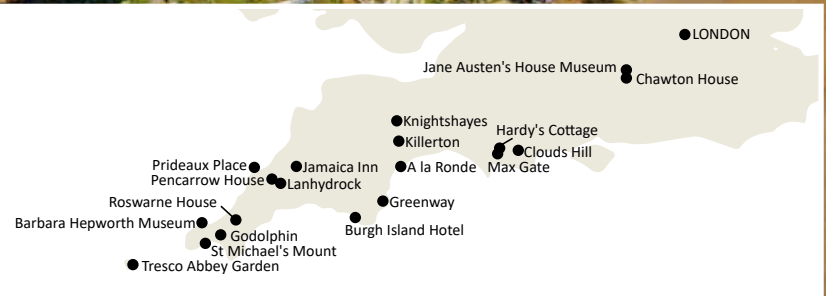 LONDON
Jane Austen's House Museum
Chawton House
Knightshayes
Hardy's Cottage
Killerton
Clouds Hill
Prideaux Place
Jamaica Inn
A la Ronde
Max Gate
Pencarrow House
Lanhydrock
Roswarne House
Greenway
Barbara Hepworth Museum
Burgh Island Hotel
Godolphin
St Michael's Mount
Tresco Abbey Garden